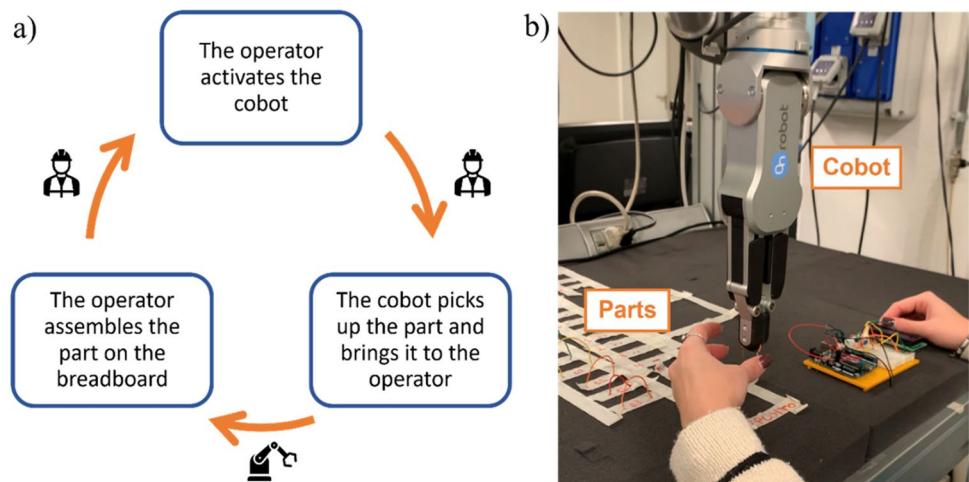 a)
The operator
activates the
cobot
The operator
assembles the
part on the
breadboard
The cobot picks
up the part and
brings it to the
operator
b)
on robot
Cobot
Parts